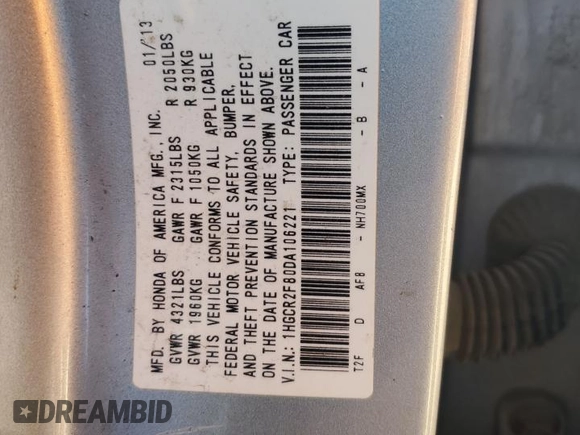 MFD. BY HONDA OF AMERICA MFG., INC. 01/'13
GVWR 4321LBS GAWR F 2315LBS R 2050LBS
GVWR 1960KG GAWR F 1050KG R 930KG
THIS VEHICLE CONFORMS TO ALL APPLICABLE
FEDERAL MOTOR VEHICLE SAFETY, BUMPER,
AND THEFT PREVENTION STANDARDS IN EFFECT
ON THE DATE OF MANUFACTURE SHOWN ABOVE.
V.I.N.: 1HGCR2F80DA106221 TYPE: PASSENGER CAR
T2F D AFB - NH700MX - B - A
DREAMBID